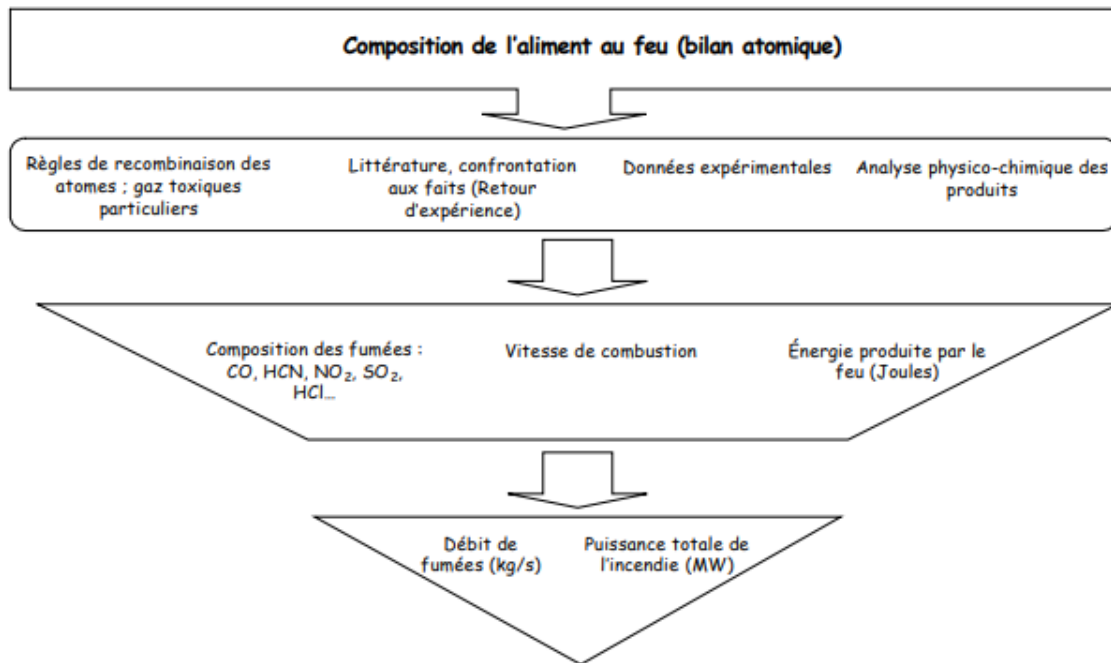 Composition de l'aliment au feu (bilan atomique)
Règles de recombinaison des
atomes ; gaz toxiques
particuliers
Littérature, confrontation
aux faits (Retour
d'expérience)
Données expérimentales
Analyse physico-chimique des
produits
Composition des fumées :
CO, HCN, NO₂, SO₂,
HCl…
Vitesse de combustion
Énergie produite par le
feu (Joules)
Débit de
fumées (kg/s)
Puissance totale de
l'incendie (MW)